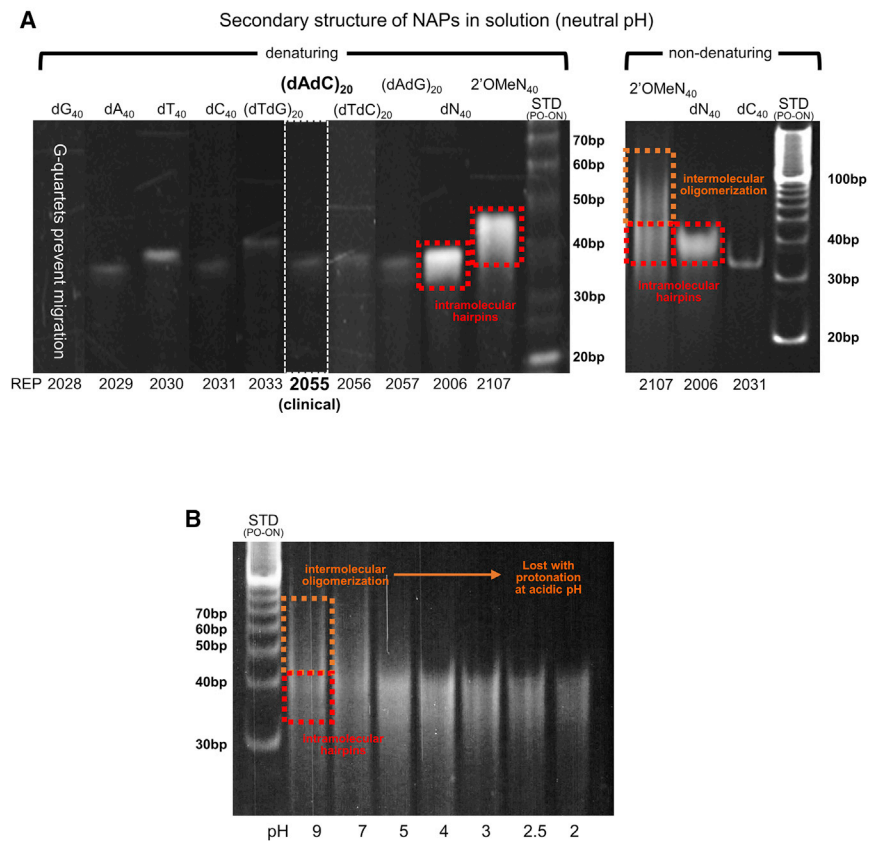 A
Secondary structure of NAPs in solution (neutral pH)
denaturing
non-denaturing
(dAdC)20
(dAdG)20
2'OMeN40
dG40
dA40
dT40
dC40
(dTdG)20
(dTdC)20
dN40
STD
(PO-ON)
2'OMeN40
dN40
dC40
STD
(PO-ON)
G-quartets prevent migration
70bp
60bp
50bp
40bp
30bp
20bp
intramolecular
hairpins
intermolecular
oligomerization
intramolecular
hairpins
100bp
40bp
30bp
20bp
REP 2028 2029 2030 2031 2033 2055 2056 2057 2006 2107
(clinical)
2107 2006 2031
B
STD
(PO-ON)
intermolecular
oligomerization
Lost with
protonation
at acidic pH
70bp
60bp
50bp
40bp
30bp
intramolecular
hairpins
pH 9 7 5 4 3 2.5 2